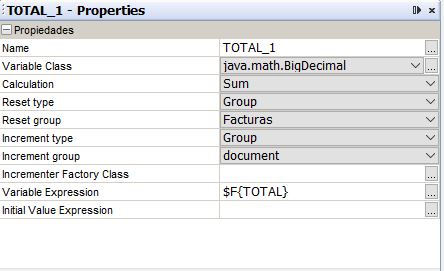 TOTAL_1 - Properties
Propiedades
Name TOTAL_1 ...
Variable Class java.math.BigDecimal ...
Calculation Sum
Reset type Group
Reset group Facturas
Increment type Group
Increment group document
Incrementer Factory Class ...
Variable Expression $F{TOTAL} ...
Initial Value Expression ...